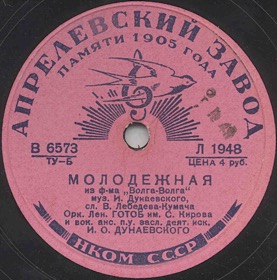 АПРЕЛЕВСКИЙ ЗАВОД
ПАМЯТИ 1905 ГОДА
В 6573 Л 1948
ТУ-Б ЦЕНА 4 руб.
МОЛОДЕЖНАЯ
из ф-ма „Волга-Волга"
муз. И. Дунаевского,
сл. В. Лебедева-Кумача
Орк. Лен. ГОТОБ им. С. Кирова
и вок. анс. п.у. засл. деят. иск.
И. О. ДУНАЕВСКОГО
НКОМ СССР